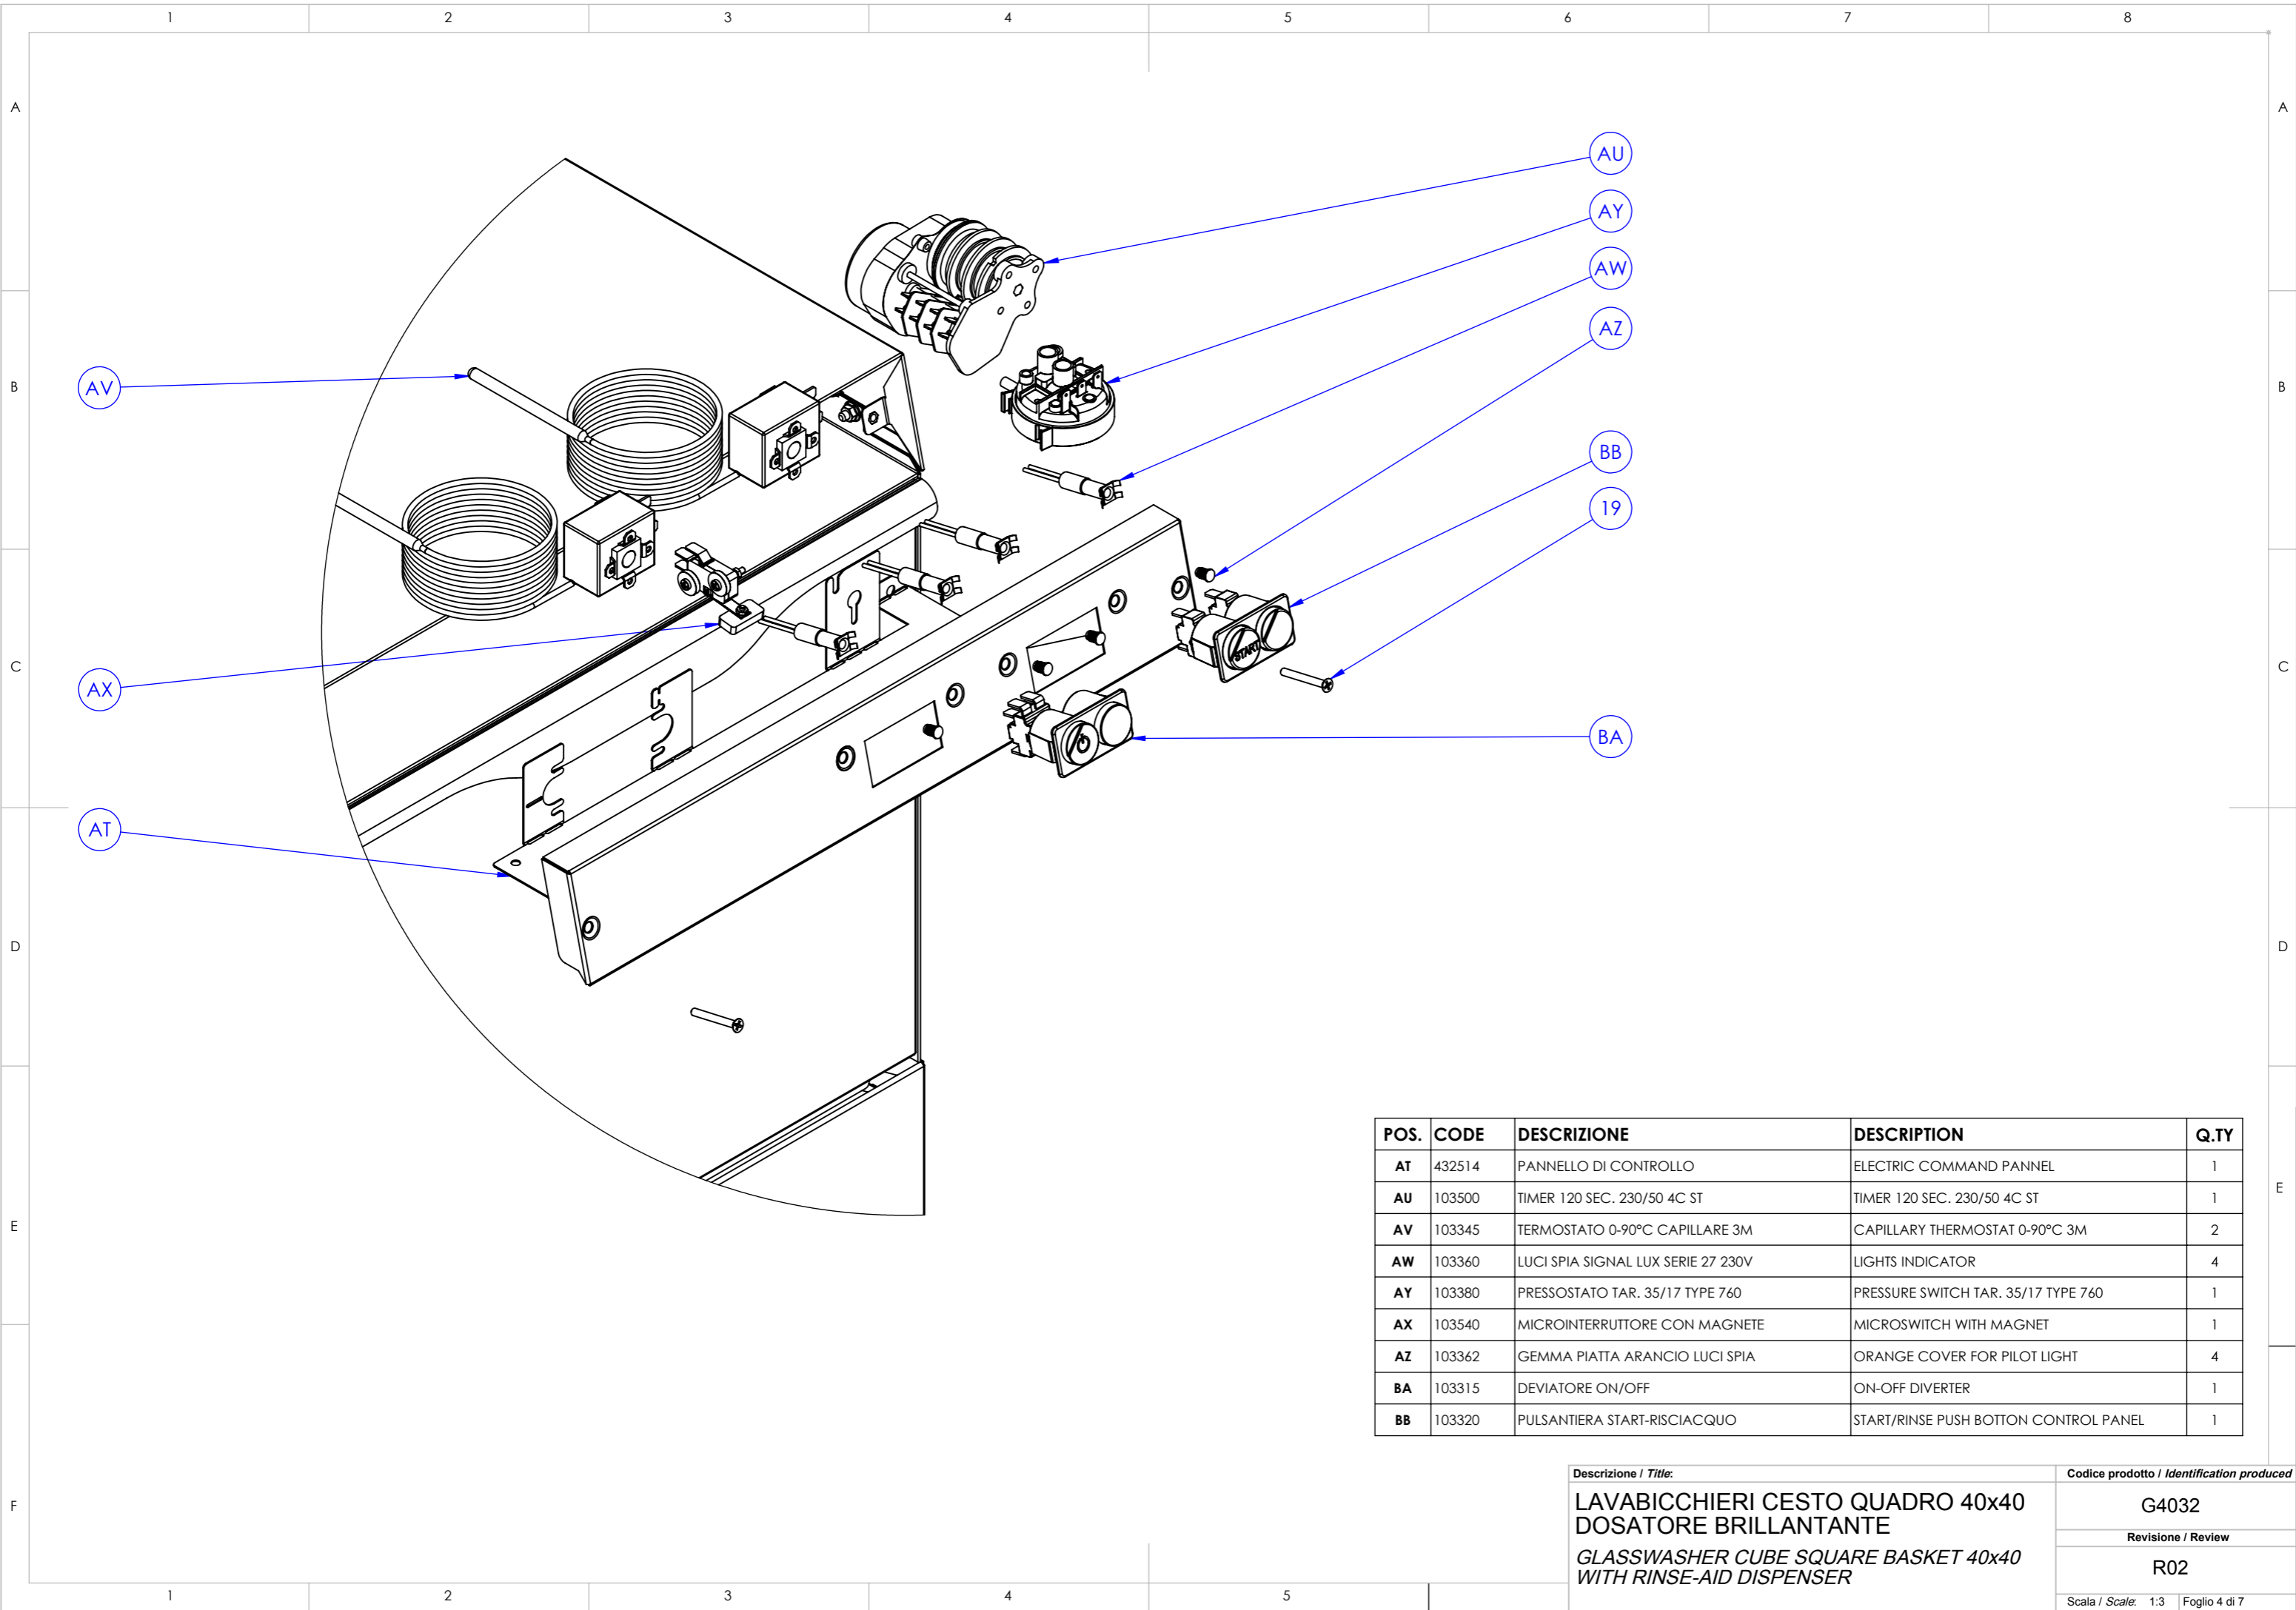 1 2 3 4 5 6 7 8
A A
AU
AY
AW
AZ
B B
AV
BB
19
START
C C
AX
BA
AT
D D
POS. CODE DESCRIZIONE DESCRIPTION Q.TY
AT 432514 PANNELLO DI CONTROLLO ELECTRIC COMMAND PANNEL 1
AU 103500 TIMER 120 SEC. 230/50 4C ST TIMER 120 SEC. 230/50 4C ST 1
AV 103345 TERMOSTATO 0-90°C CAPILLARE 3M CAPILLARY THERMOSTAT 0-90°C 3M 2
AW 103360 LUCI SPIA SIGNAL LUX SERIE 27 230V LIGHTS INDICATOR 4
AY 103380 PRESSOSTATO TAR. 35/17 TYPE 760 PRESSURE SWITCH TAR. 35/17 TYPE 760 1
AX 103540 MICROINTERRUTTORE CON MAGNETE MICROSWITCH WITH MAGNET 1
AZ 103362 GEMMA PIATTA ARANCIO LUCI SPIA ORANGE COVER FOR PILOT LIGHT 4
BA 103315 DEVIATORE ON/OFF ON-OFF DIVERTER 1
BB 103320 PULSANTIERA START-RISCIACQUO START/RINSE PUSH BOTTON CONTROL PANEL 1
E E
Descrizione / Title:
LAVABICCHIERI CESTO QUADRO 40x40
DOSATORE BRILLANTANTE
GLASSWASHER CUBE SQUARE BASKET 40x40
WITH RINSE-AID DISPENSER
Codice prodotto / Identification produced
G4032
Revisione / Review
R02
Scala / Scale: 1:3 Foglio 4 di 7
F
1 2 3 4 5